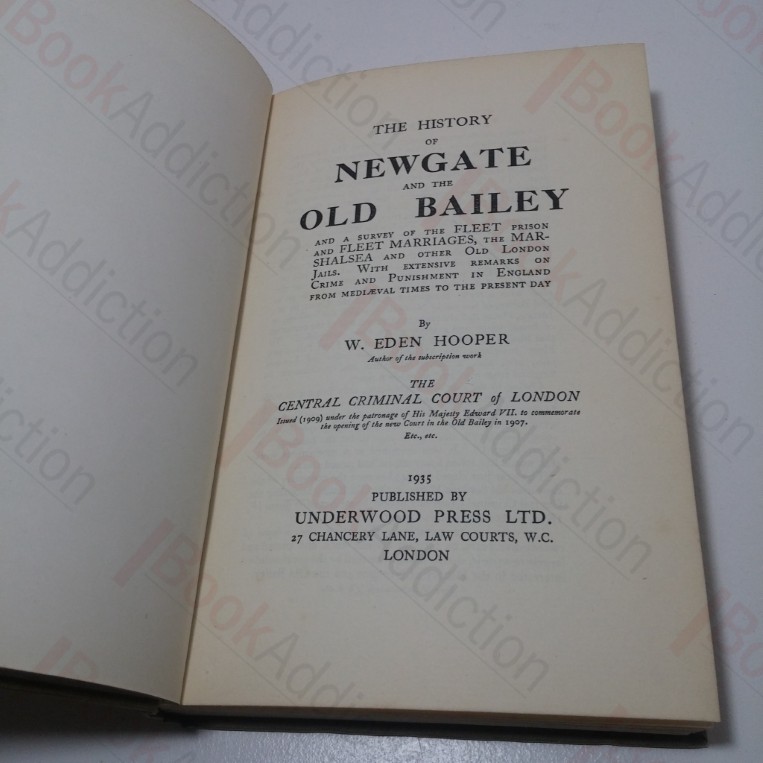 THE HISTORY
OF
NEWGATE
AND THE
OLD BAILEY
AND A SURVEY OF THE FLEET PRISON
AND FLEET MARRIAGES, THE MAR-
SHALSEA AND OTHER OLD LONDON
JAILS. WITH EXTENSIVE REMARKS ON
CRIME AND PUNISHMENT IN ENGLAND
FROM MEDIÆVAL TIMES TO THE PRESENT DAY
By
W. EDEN HOOPER
Author of the subscription work
THE
CENTRAL CRIMINAL COURT of LONDON
Issued (1909) under the patronage of His Majesty Edward VII. to commemorate
the opening of the new Court in the Old Bailey in 1907.
Etc., etc.
1935
PUBLISHED BY
UNDERWOOD PRESS LTD.
27 CHANCERY LANE, LAW COURTS, W.C.
LONDON
BookAddiction